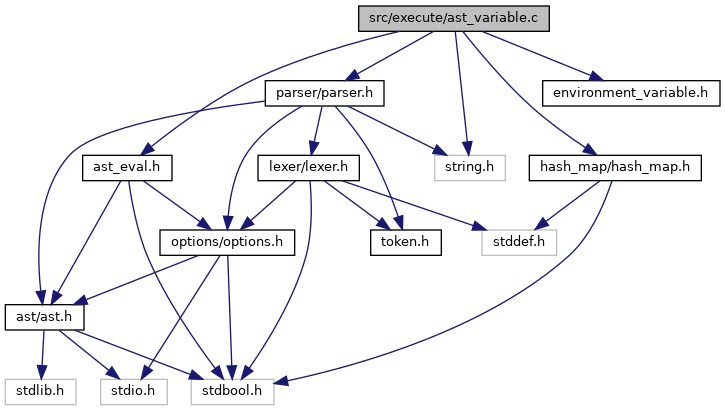 src/execute/ast_variable.c
parser/parser.h
environment_variable.h
ast_eval.h
lexer/lexer.h
string.h
hash_map/hash_map.h
options/options.h
token.h
stddef.h
ast/ast.h
stdlib.h
stdio.h
stdbool.h